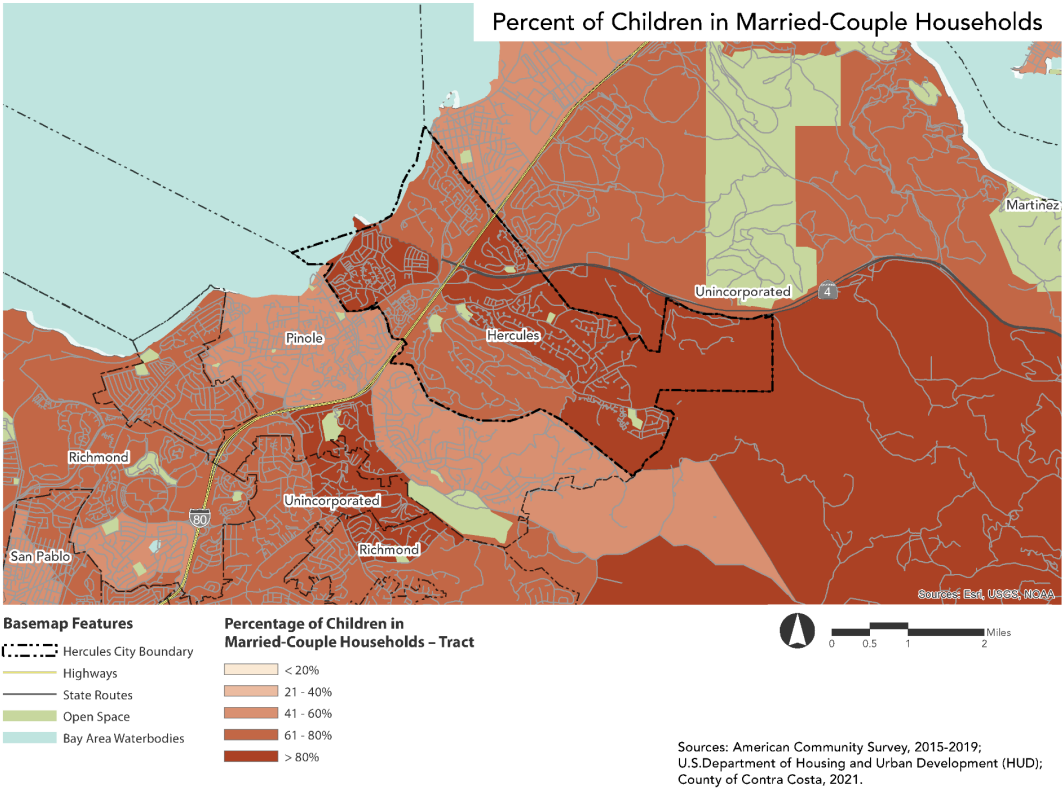 Percent of Children in Married-Couple Households
Martinez
Unincorporated
4
Pinole
Hercules
Richmond
Unincorporated
80
Richmond
San Pablo
Sources: Esri, USGS, NOAA
Basemap Features
Hercules City Boundary
Highways
State Routes
Open Space
Bay Area Waterbodies
Percentage of Children in
Married-Couple Households – Tract
< 20%
21 - 40%
41 - 60%
61 - 80%
> 80%
0 0.5 1 2 Miles
Sources: American Community Survey, 2015-2019;
U.S.Department of Housing and Urban Development (HUD);
County of Contra Costa, 2021.